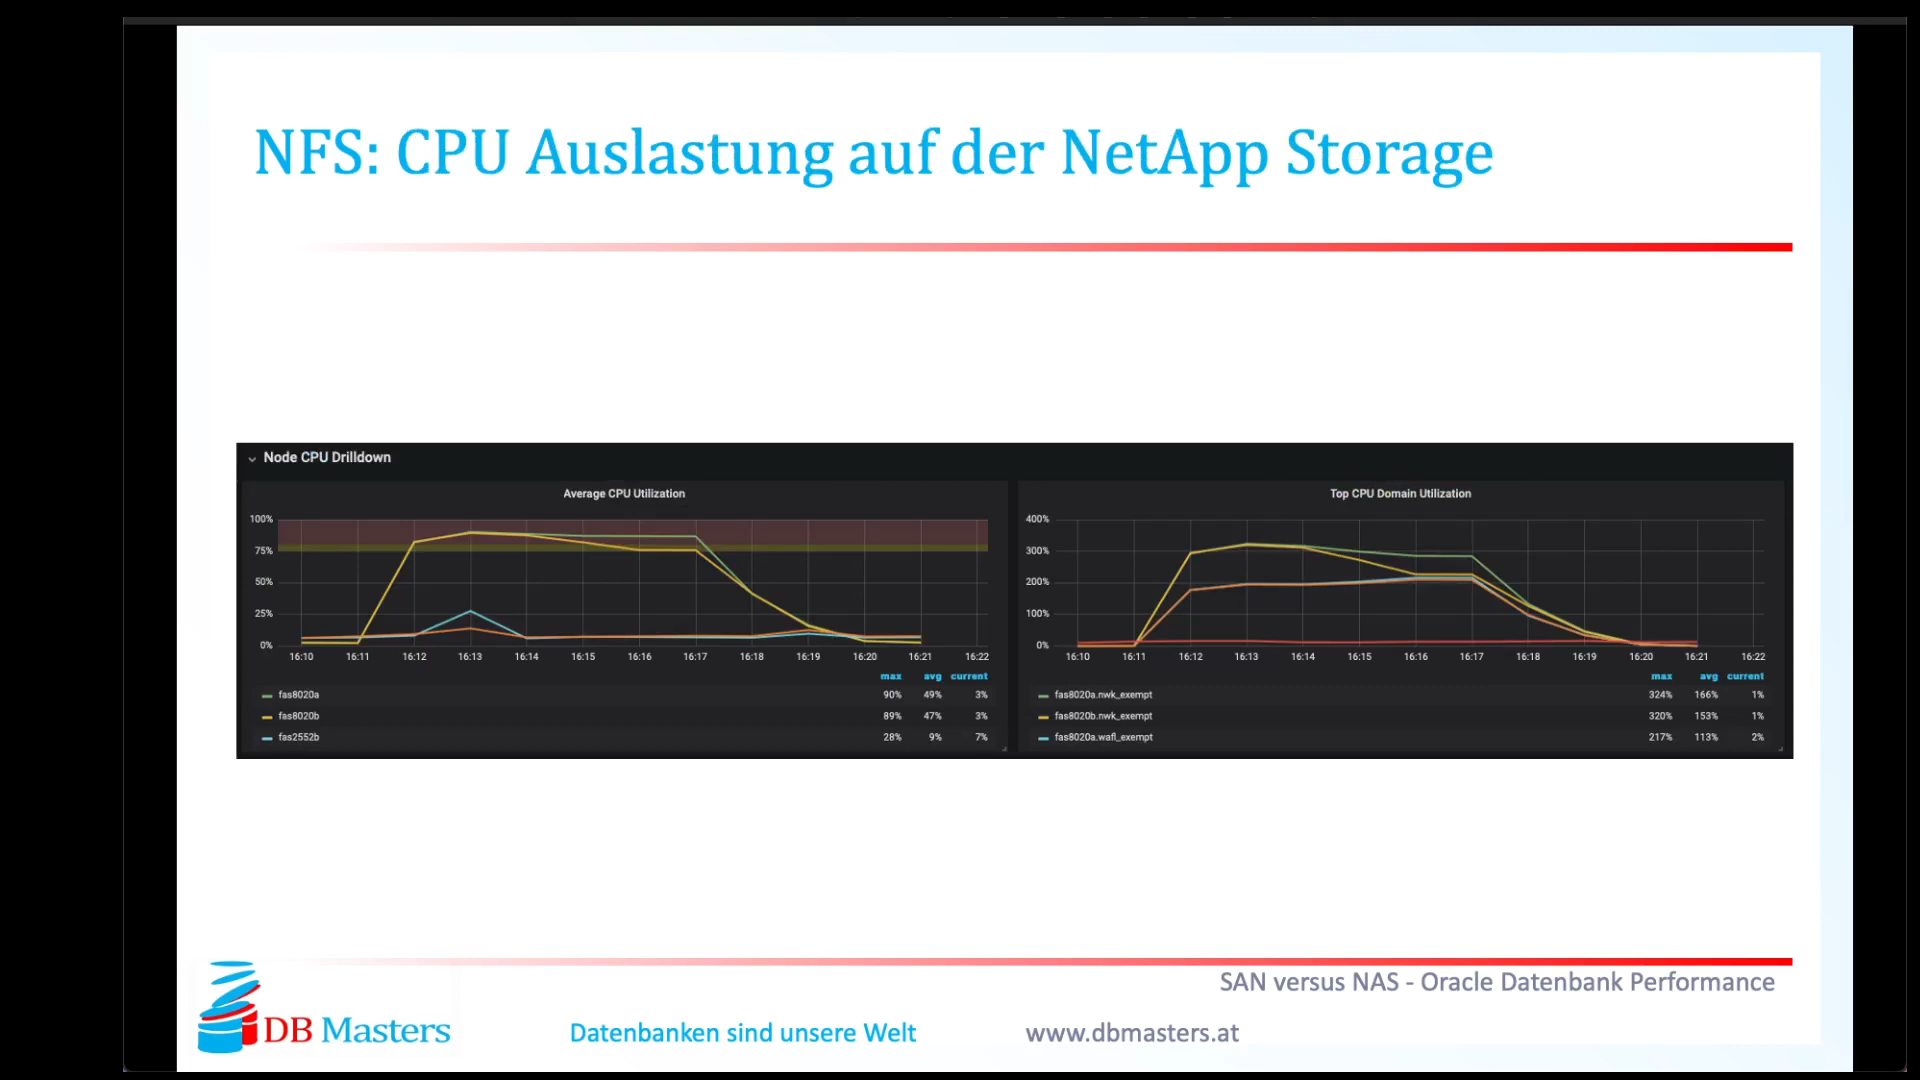 NFS: CPU Auslastung auf der NetApp Storage
Node CPU Drilldown
Average CPU Utilization
100%
75%
50%
25%
0%
16:10 16:11 16:12 16:13 16:14 16:15 16:16 16:17 16:18 16:19 16:20 16:21 16:22
max avg current
fas8020a 90% 49% 3%
fas8020b 89% 47% 3%
fas2552b 28% 9% 7%
Top CPU Domain Utilization
400%
300%
200%
100%
0%
16:10 16:11 16:12 16:13 16:14 16:15 16:16 16:17 16:18 16:19 16:20 16:21 16:22
max avg current
fas8020a.nwk_exempt 324% 166% 1%
fas8020b.nwk_exempt 320% 153% 1%
fas8020a.wafl_exempt 217% 113% 2%
SAN versus NAS - Oracle Datenbank Performance
DB Masters
Datenbanken sind unsere Welt
www.dbmasters.at